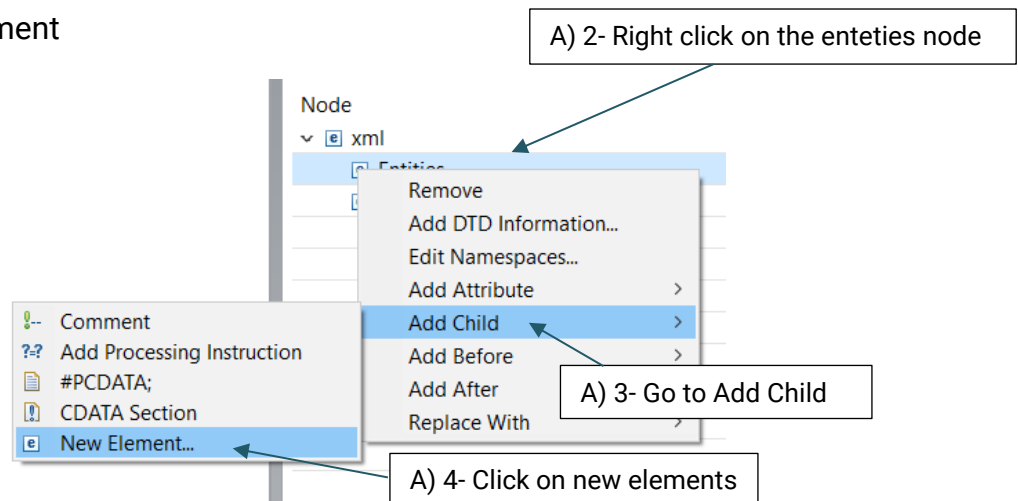 ment
A) 2- Right click on the enteties node
Node
xml
Entities
Remove
Add DTD Information...
Edit Namespaces...
Add Attribute
Add Child
Add Before
Add After
Replace With
A) 3- Go to Add Child
Comment
Add Processing Instruction
#PCDATA;
CDATA Section
New Element...
A) 4- Click on new elements